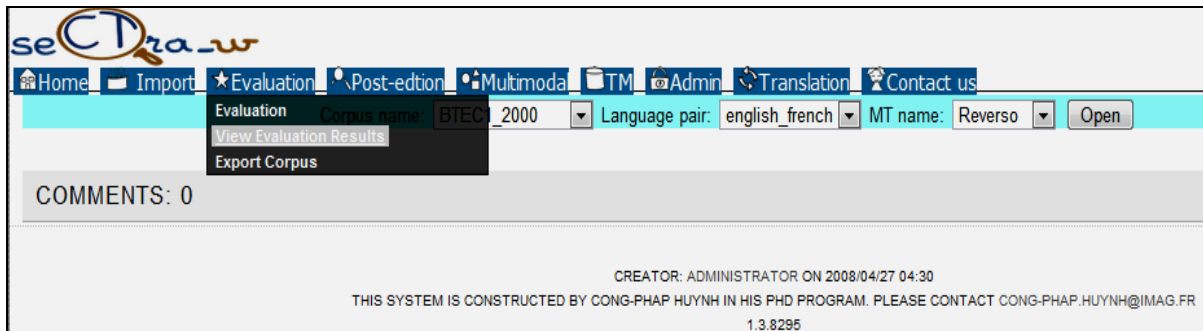 seCTra_w
Home Import Evaluation Post-edtion Multimodal TM Admin Translation Contact us
Evaluation
Corpus name: BTEC1_2000 Language pair: english_french MT name: Reverso Open
View Evaluation Results
Export Corpus
COMMENTS: 0
CREATOR: ADMINISTRATOR ON 2008/04/27 04:30
THIS SYSTEM IS CONSTRUCTED BY CONG-PHAP HUYNH IN HIS PHD PROGRAM. PLEASE CONTACT CONG-PHAP.HUYNH@IMAG.FR
1.3.8295